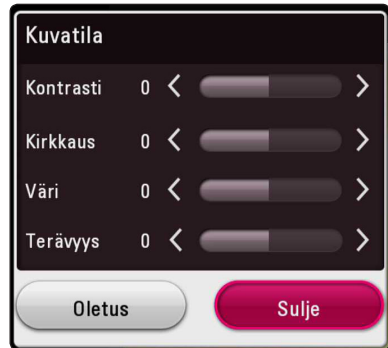 Kuvatila
Kontrasti 0
Kirkkaus 0
Väri 0
Terävyys 0
Oletus Sulje